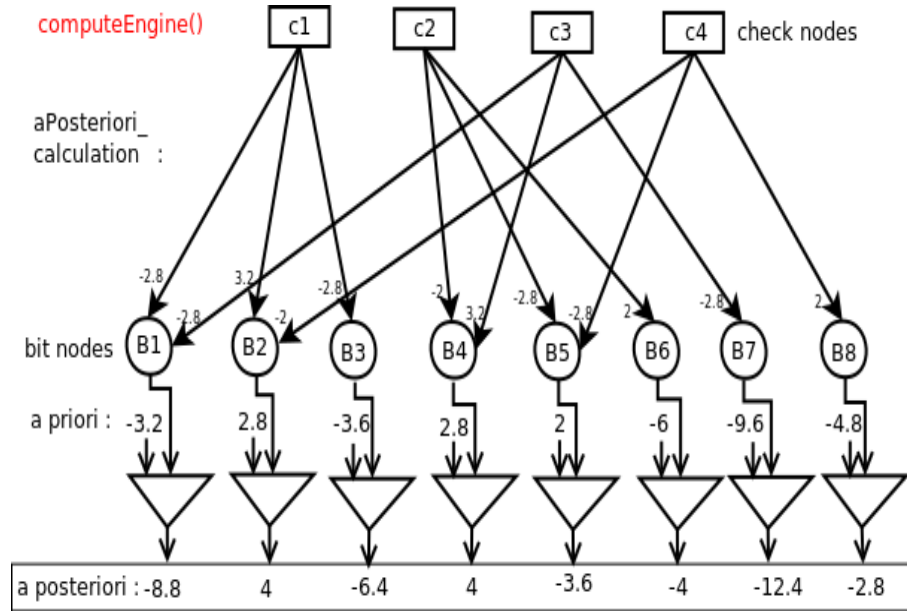 computeEngine()
c1 c2 c3 c4 check nodes
aPosteriori_
calculation :
-2.8 -2.8 3.2 -2 -2.8 -2 3.2 -2.8 -2.8 2 -2.8 2
bit nodes B1 B2 B3 B4 B5 B6 B7 B8
a priori : -3.2 2.8 -3.6 2.8 2 -6 -9.6 -4.8
a posteriori : -8.8 4 -6.4 4 -3.6 -4 -12.4 -2.8